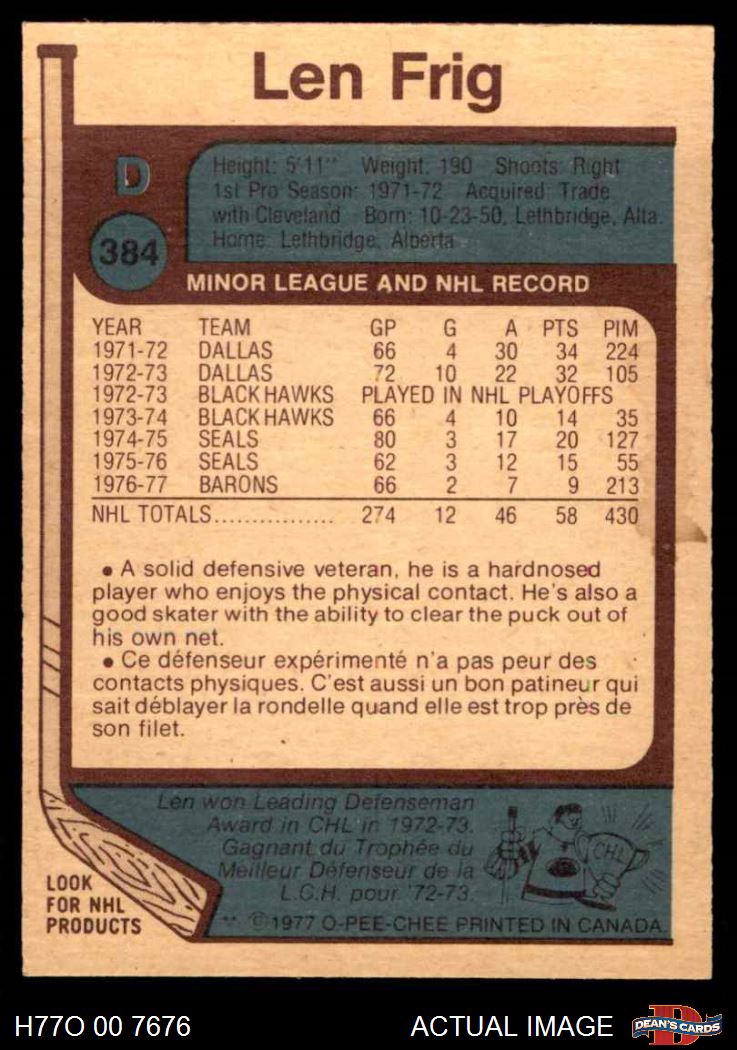 Len Frig
D
384
Height: 5'11" Weight: 190 Shoots: Right
1st Pro Season: 1971-72 Acquired: Trade
with Cleveland Born: 10-23-50, Lethbridge, Alta.
Home: Lethbridge, Alberta
MINOR LEAGUE AND NHL RECORD
YEAR TEAM GP G A PTS PIM
1971-72 DALLAS 66 4 30 34 224
1972-73 DALLAS 72 10 22 32 105
1972-73 BLACK HAWKS PLAYED IN NHL PLAYOFFS
1973-74 BLACK HAWKS 66 4 10 14 35
1974-75 SEALS 80 3 17 20 127
1975-76 SEALS 62 3 12 15 55
1976-77 BARONS 66 2 7 9 213
NHL TOTALS................ 274 12 46 58 430
• A solid defensive veteran, he is a hardnosed
player who enjoys the physical contact. He's also a
good skater with the ability to clear the puck out of
his own net.
• Ce défenseur expérimenté n'a pas peur des
contacts physiques. C'est aussi un bon patineur qui
sait déblayer la rondelle quand elle est trop près de
son filet.
Len won Leading Defenseman
Award in CHL in 1972-73.
Gagnant du Trophée du
Meilleur Défenseur de la
L.C.H. pour '72-73.
CHL
LOOK
FOR NHL
PRODUCTS
** © 1977 O-PEE-CHEE PRINTED IN CANADA.
H77O 00 7676
ACTUAL IMAGE
DEAN'S CARDS